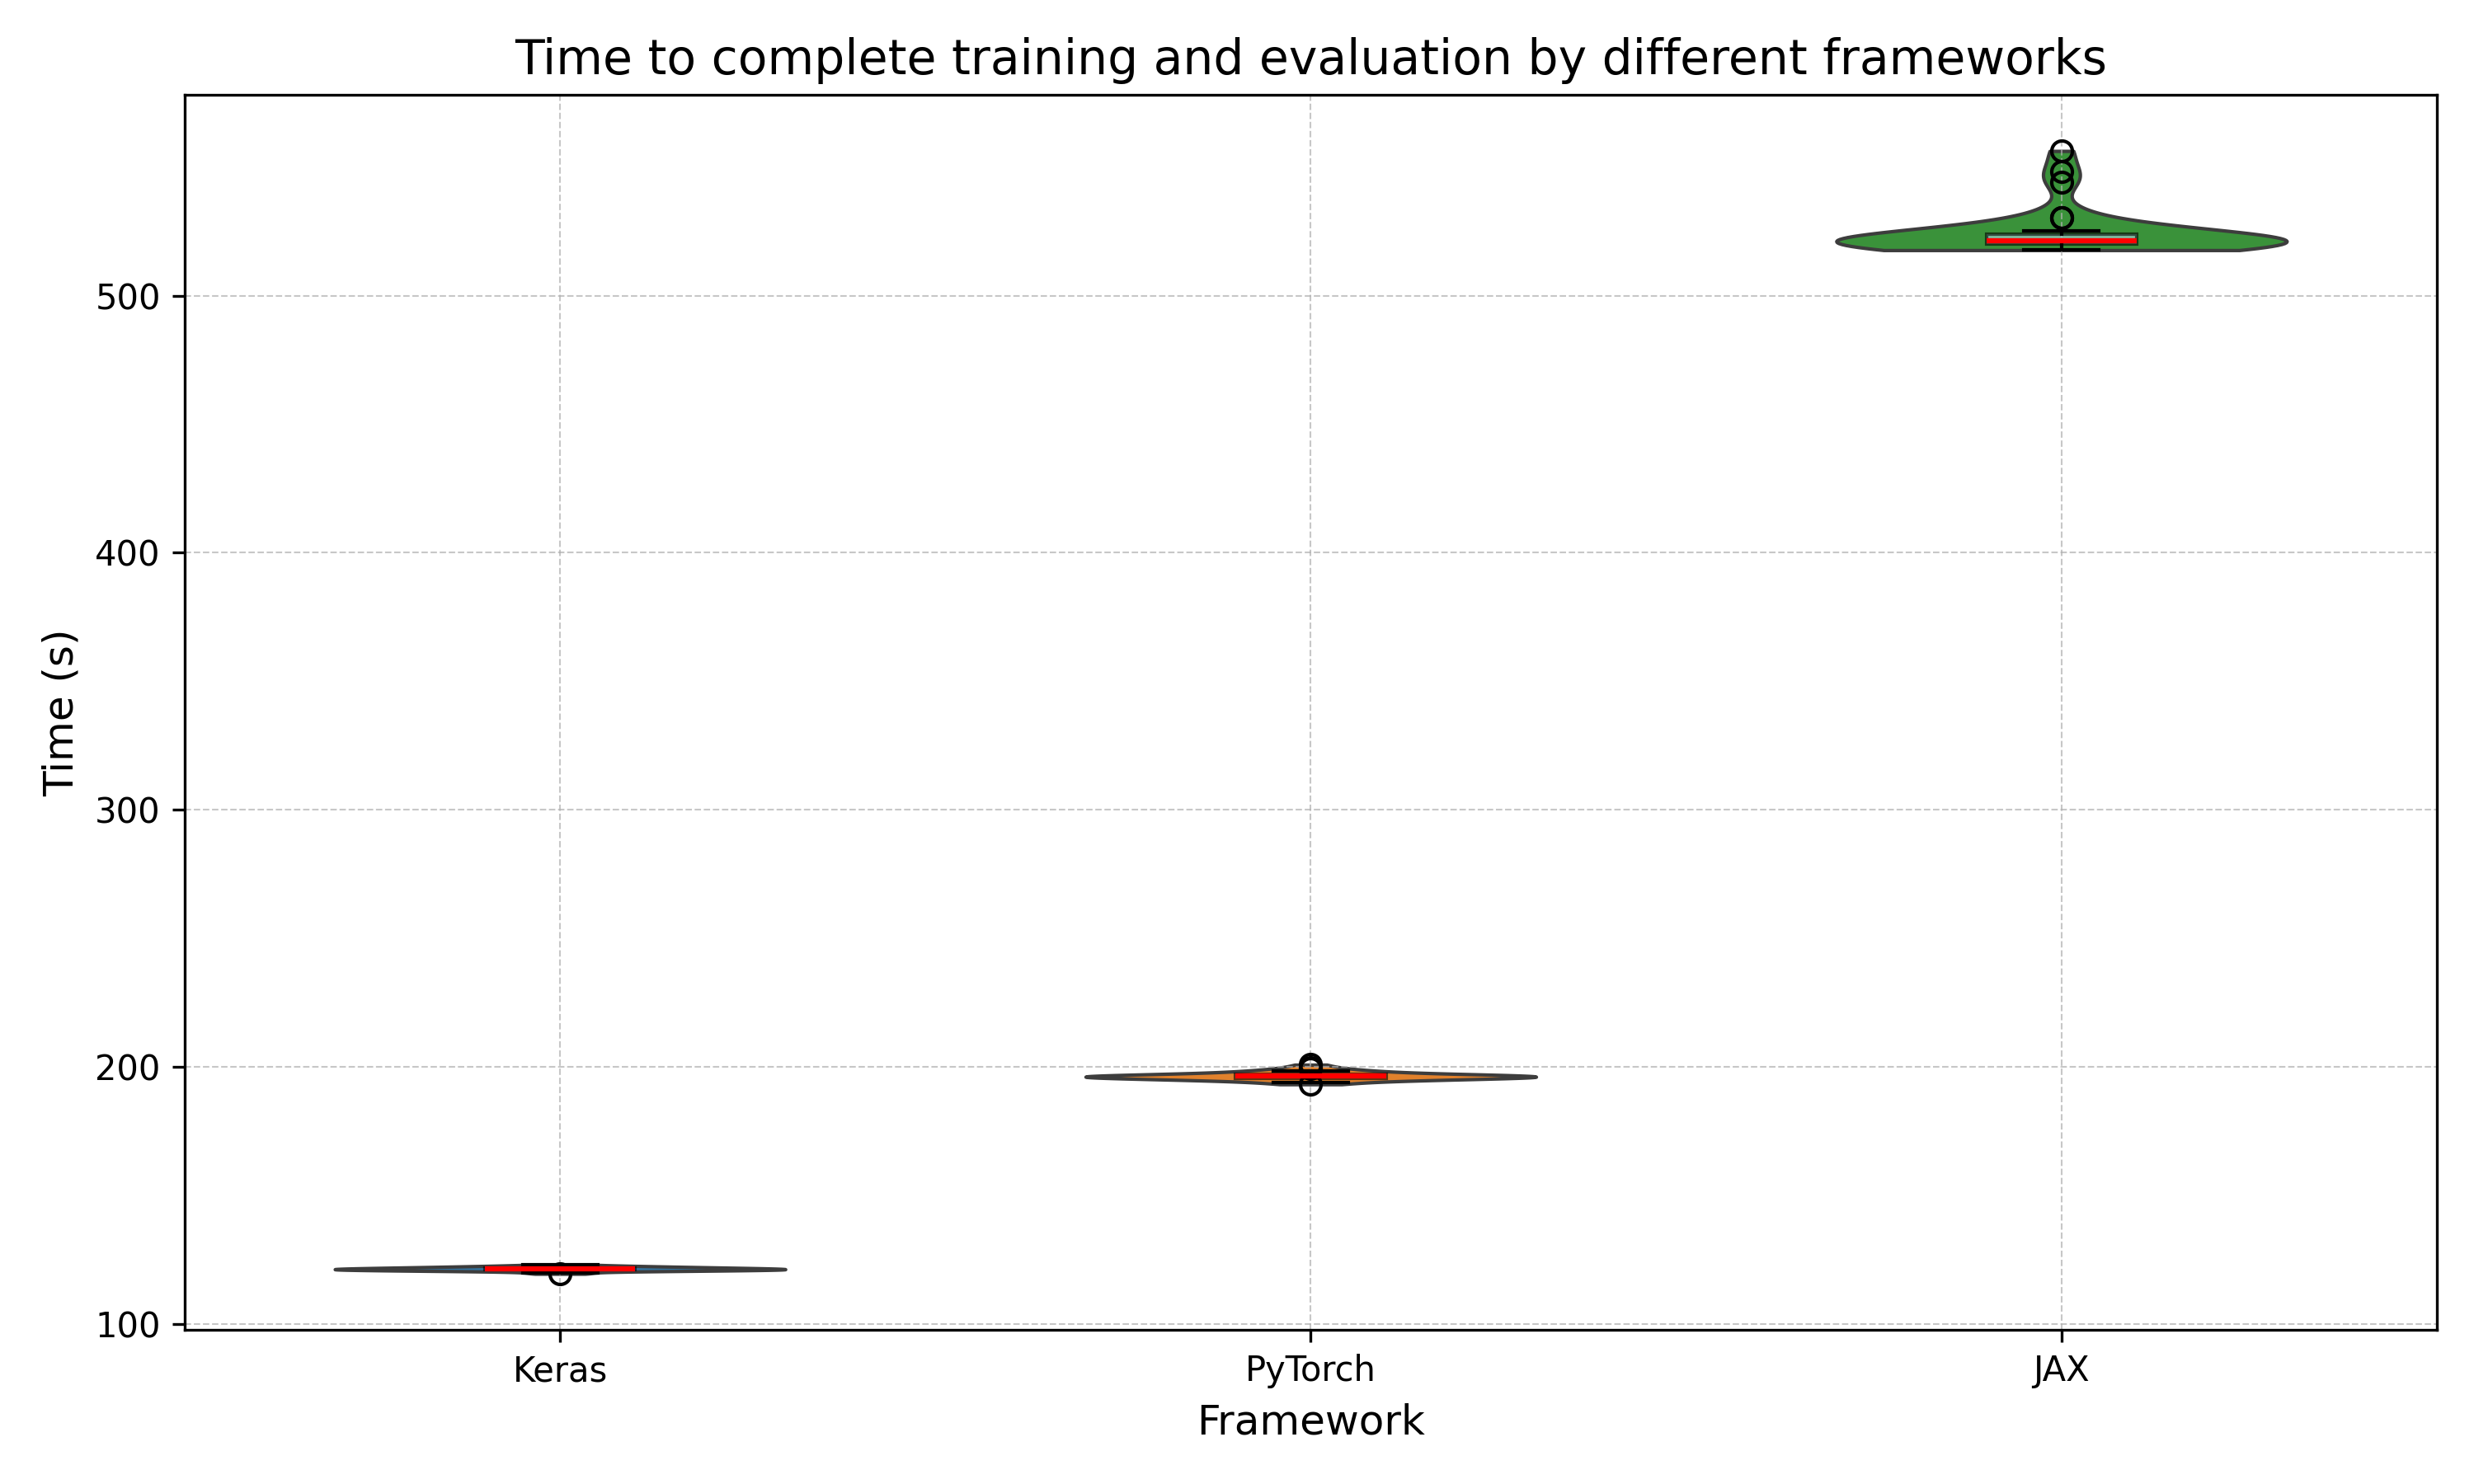 Time to complete training and evaluation by different frameworks
Time (s)
500
400
300
200
100
Keras
PyTorch
JAX
Framework